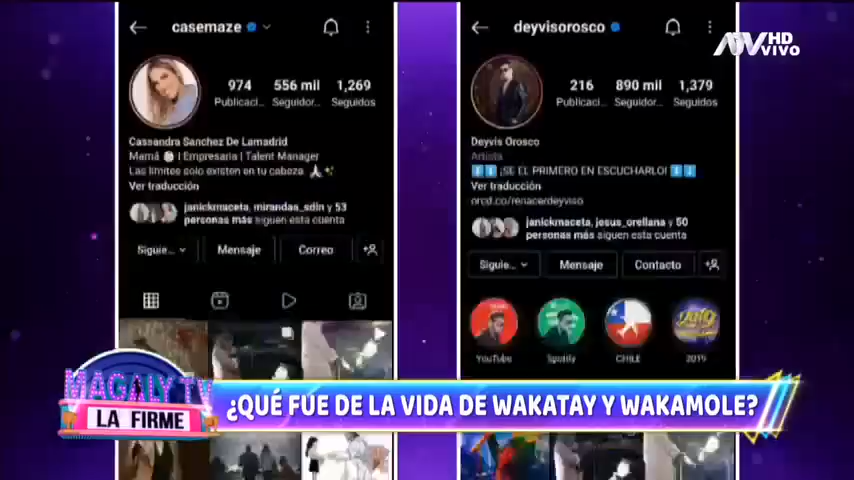 casemaze
974
556 mil
1,269
Publicaci...
Seguidor...
Seguidos
Cassandra Sanchez De Lamadrid
Mamá | Empresaria | Talent Manager
Las limites solo existen en tu cabeza
Ver traducción
janickmaceta, mirandas_sdin y 53
personas más siguen esta cuenta
Siguie...
Mensaje
Correo
deyvisorosco
216
890 mil
1,379
Publicac...
Seguidor...
Seguidos
Deyvis Orosco
Artista
¡SE EL PRIMERO EN ESCUCHARLO!
Ver traducción
orcd.co/renacerdeyviso
janickmaceta, jesus_orellana y 50
personas más siguen esta cuenta
Siguie...
Mensaje
Contacto
YouTube
Spotify
CHILE
2019
ATV HD
VIVO
MAGALY TV
LA FIRME
¿QUÉ FUE DE LA VIDA DE WAKATAY Y WAKAMOLE?